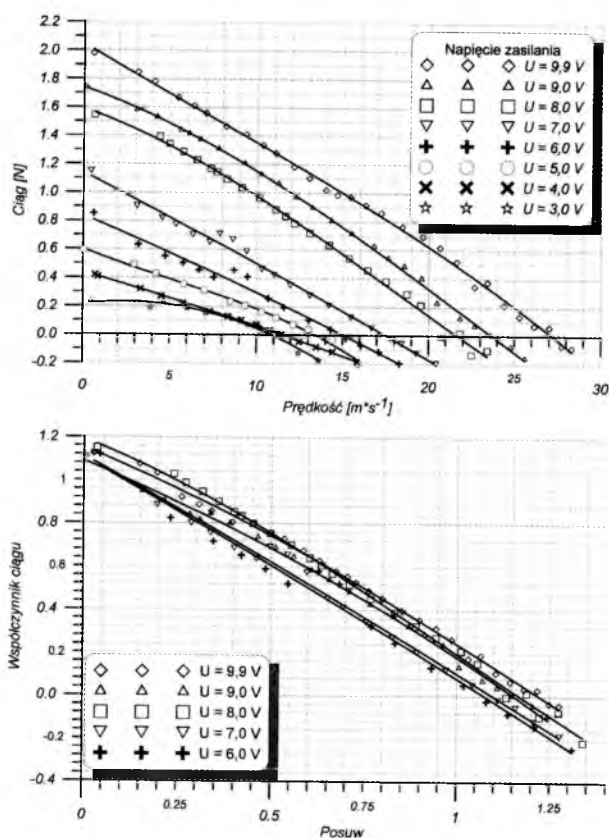 Ciąg [N]
2.2
2.0
1.8
1.6
1.4
1.2
1.0
0.8
0.6
0.4
0.2
0.0
-0.2
0
5
10
15
20
25
30
Prędkość [m*s-1]
Napięcie zasilania
U = 9,9 V
U = 9,0 V
U = 8,0 V
U = 7,0 V
U = 6,0 V
U = 5,0 V
U = 4,0 V
U = 3,0 V
Współczynnik ciągu
1.2
1
0.8
0.6
0.4
0.2
0.0
-0.4
0
0.25
0.5
0.75
1
1.25
Posuw
U = 9,9 V
U = 9,0 V
U = 8,0 V
U = 7,0 V
U = 6,0 V